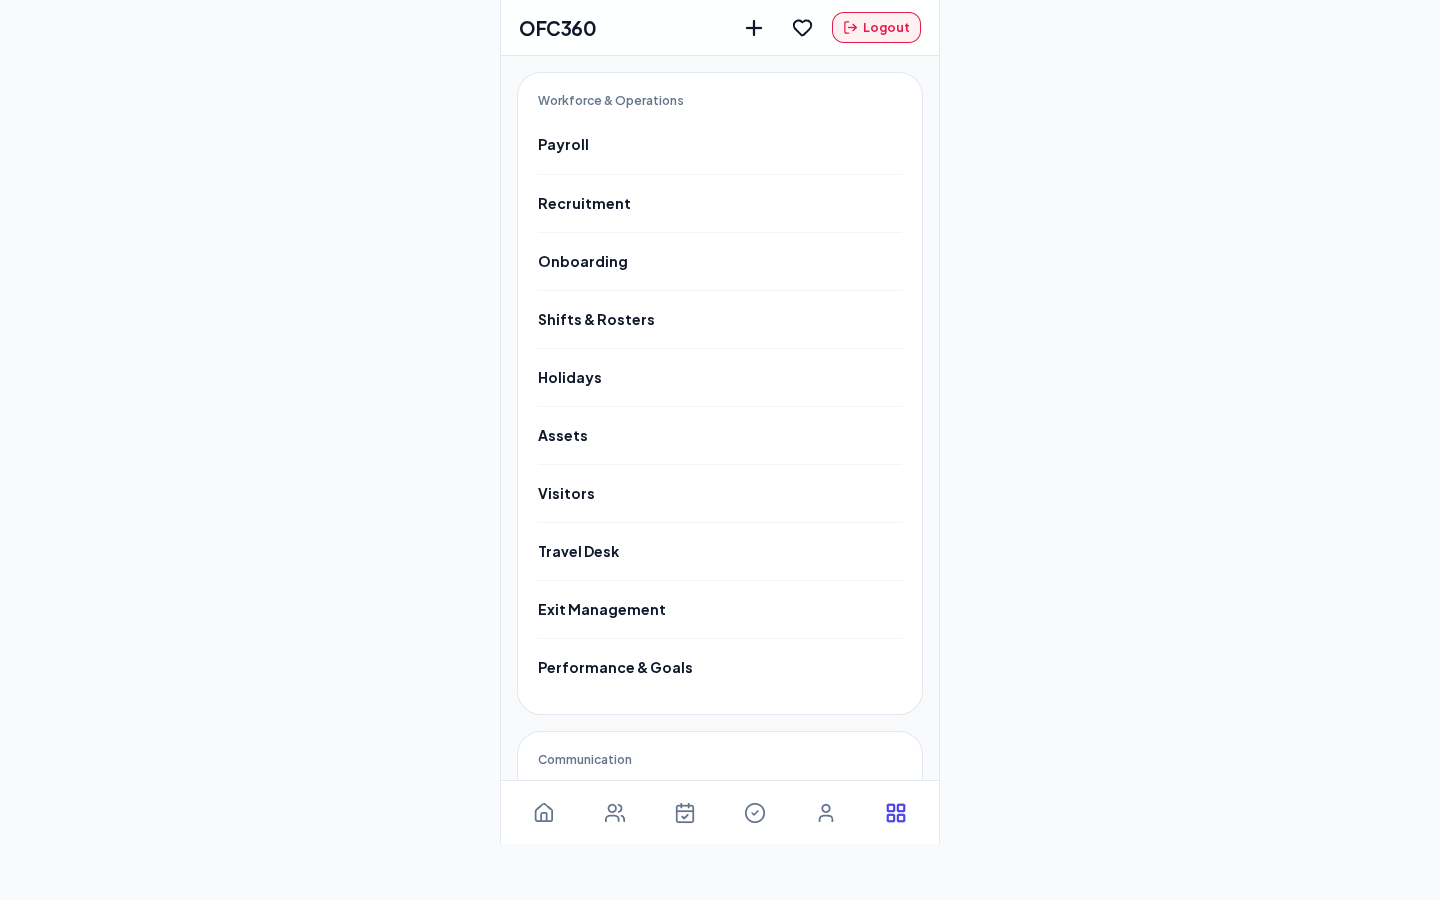 OFC360
Logout
Workforce & Operations
Payroll
Recruitment
Onboarding
Shifts & Rosters
Holidays
Assets
Visitors
Travel Desk
Exit Management
Performance & Goals
Communication